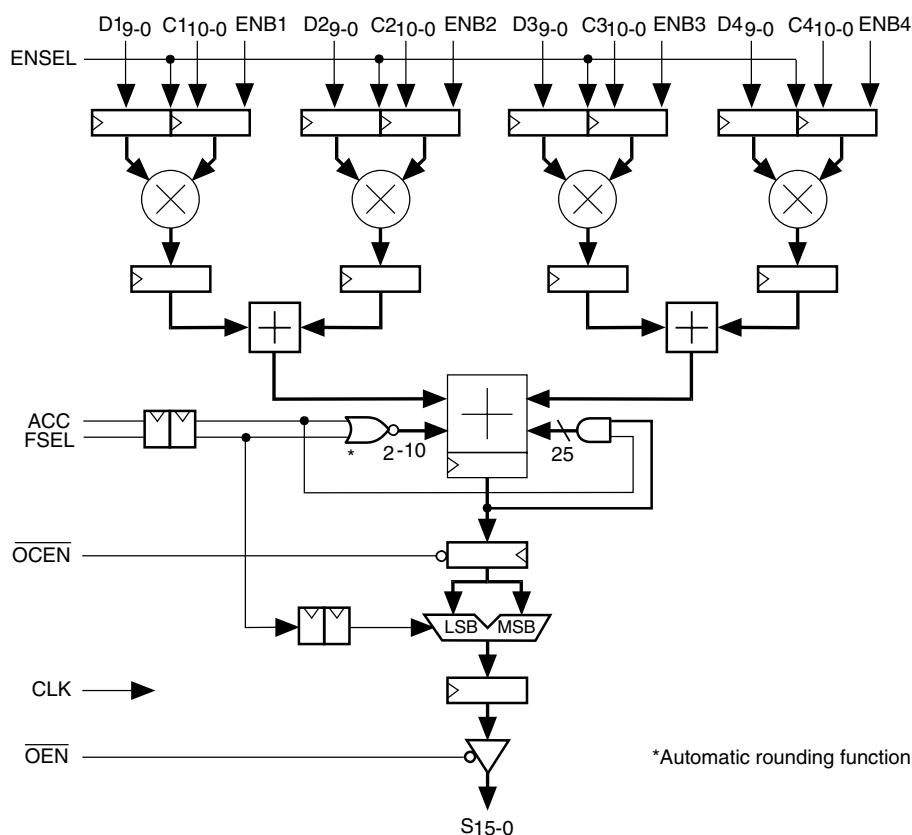 D19-0 C110-0 ENB1 D29-0 C210-0 ENB2 D39-0 C310-0 ENB3 D49-0 C410-0 ENB4
ENSEL
ACC
FSEL
*
2-10
25
OCEN
LSB MSB
CLK
OEN
*Automatic rounding function
S15-0